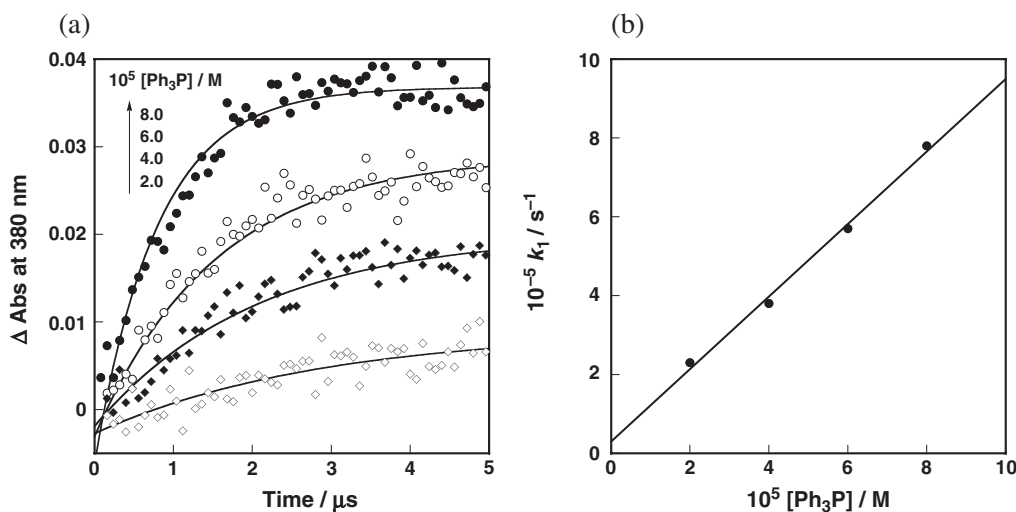 (a)
(b)
0.04
0.03
0.02
0.01
0
Δ Abs at 380 nm
10⁵ [Ph₃P] / M
8.0
6.0
4.0
2.0
0 1 2 3 4 5
Time / μs
10
8
6
4
2
0
10⁻⁵ k₁ / s⁻¹
0 2 4 6 8 10
10⁵ [Ph₃P] / M